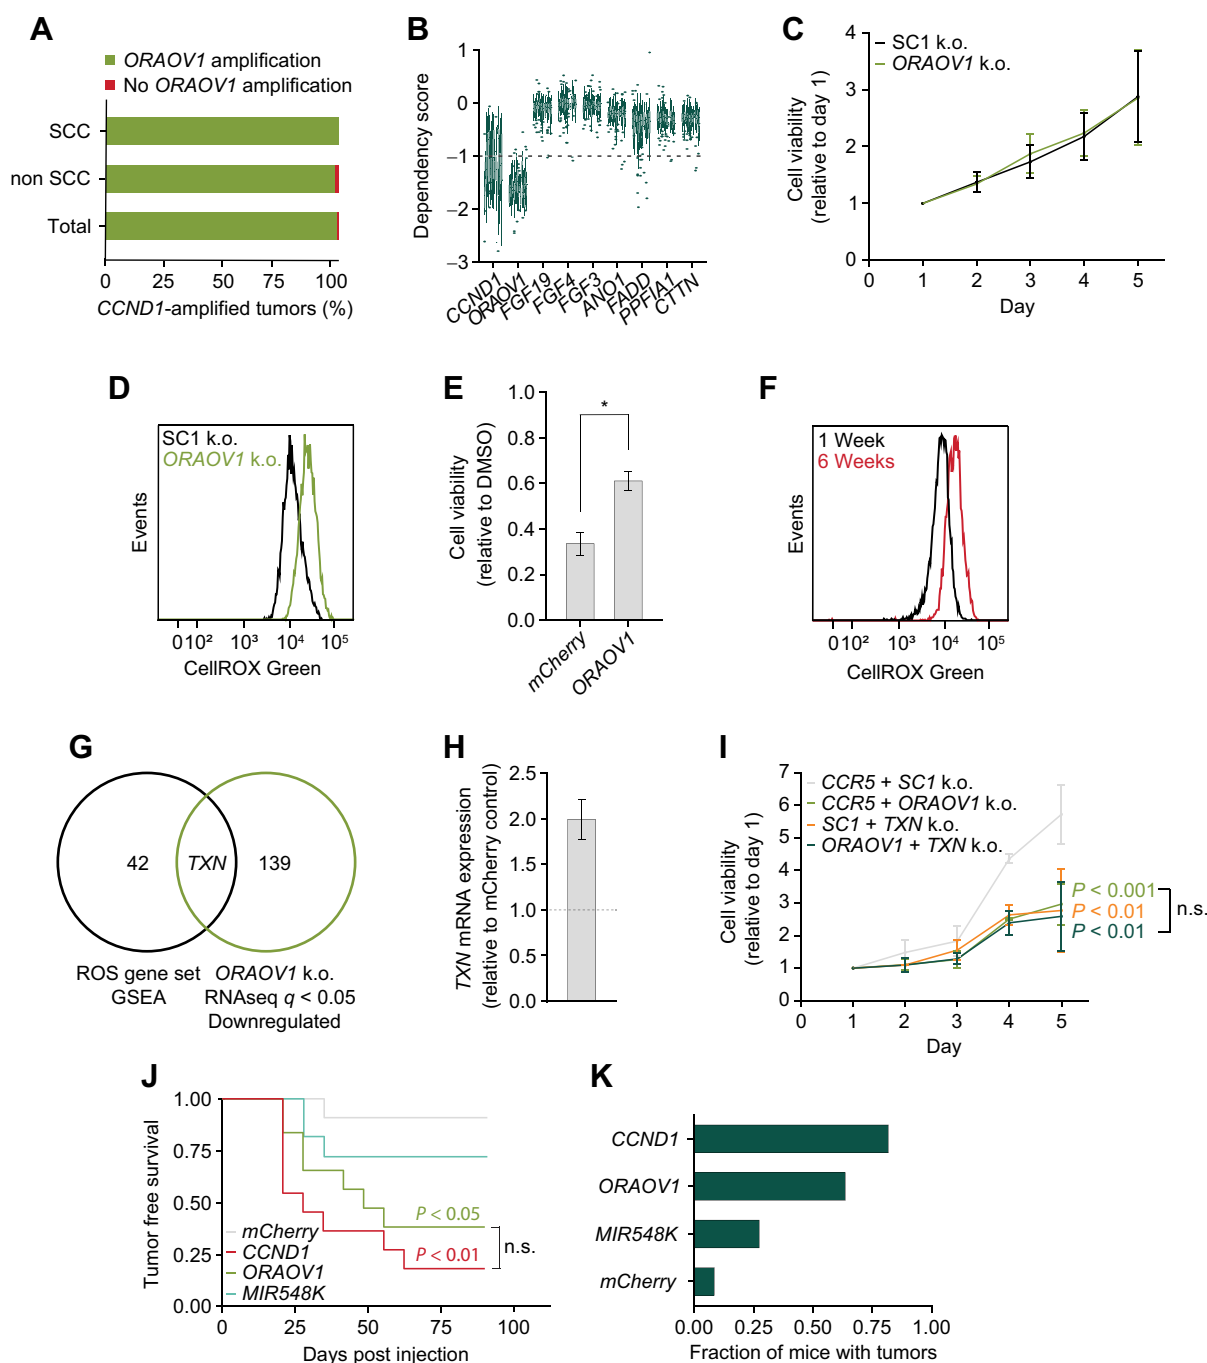 A
ORAOV1 amplification
No ORAOV1 amplification
SCC
non SCC
Total
0 25 50 75 100
CCND1-amplified tumors (%)
B
Dependency score
1
0
–1
–2
–3
CCND1
ORAOV1
FGF19
FGF4
FGF3
ANO1
FADD
PPFIA1
CTTN
C
Cell viability
(relative to day 1)
4
3
2
1
0
SC1 k.o.
ORAOV1 k.o.
0 1 2 3 4 5
Day
D
SC1 k.o.
ORAOV1 k.o.
Events
0 10² 10³ 10⁴ 10⁵
CellROX Green
E
Cell viability
(relative to DMSO)
1.0
0.8
0.6
0.4
0.2
0.0
*
mCherry
ORAOV1
F
1 Week
6 Weeks
Events
0 10² 10³ 10⁴ 10⁵
CellROX Green
G
42 TXN 139
ROS gene set
GSEA
ORAOV1 k.o.
RNAseq q < 0.05
Downregulated
H
TXN mRNA expression
(relative to mCherry control)
2.5
2.0
1.5
1.0
0.5
0.0
I
Cell viability
(relative to day 1)
7
6
5
4
3
2
1
0
CCR5 + SC1 k.o.
CCR5 + ORAOV1 k.o.
SC1 + TXN k.o.
ORAOV1 + TXN k.o.
P < 0.001
P < 0.01
P < 0.01
n.s.
0 1 2 3 4 5
Day
J
Tumor free survival
1.00
0.75
0.50
0.25
0.00
mCherry
CCND1
ORAOV1
MIR548K
P < 0.05
P < 0.01
n.s.
0 25 50 75 100
Days post injection
K
CCND1
ORAOV1
MIR548K
mCherry
0.00 0.25 0.50 0.75 1.00
Fraction of mice with tumors